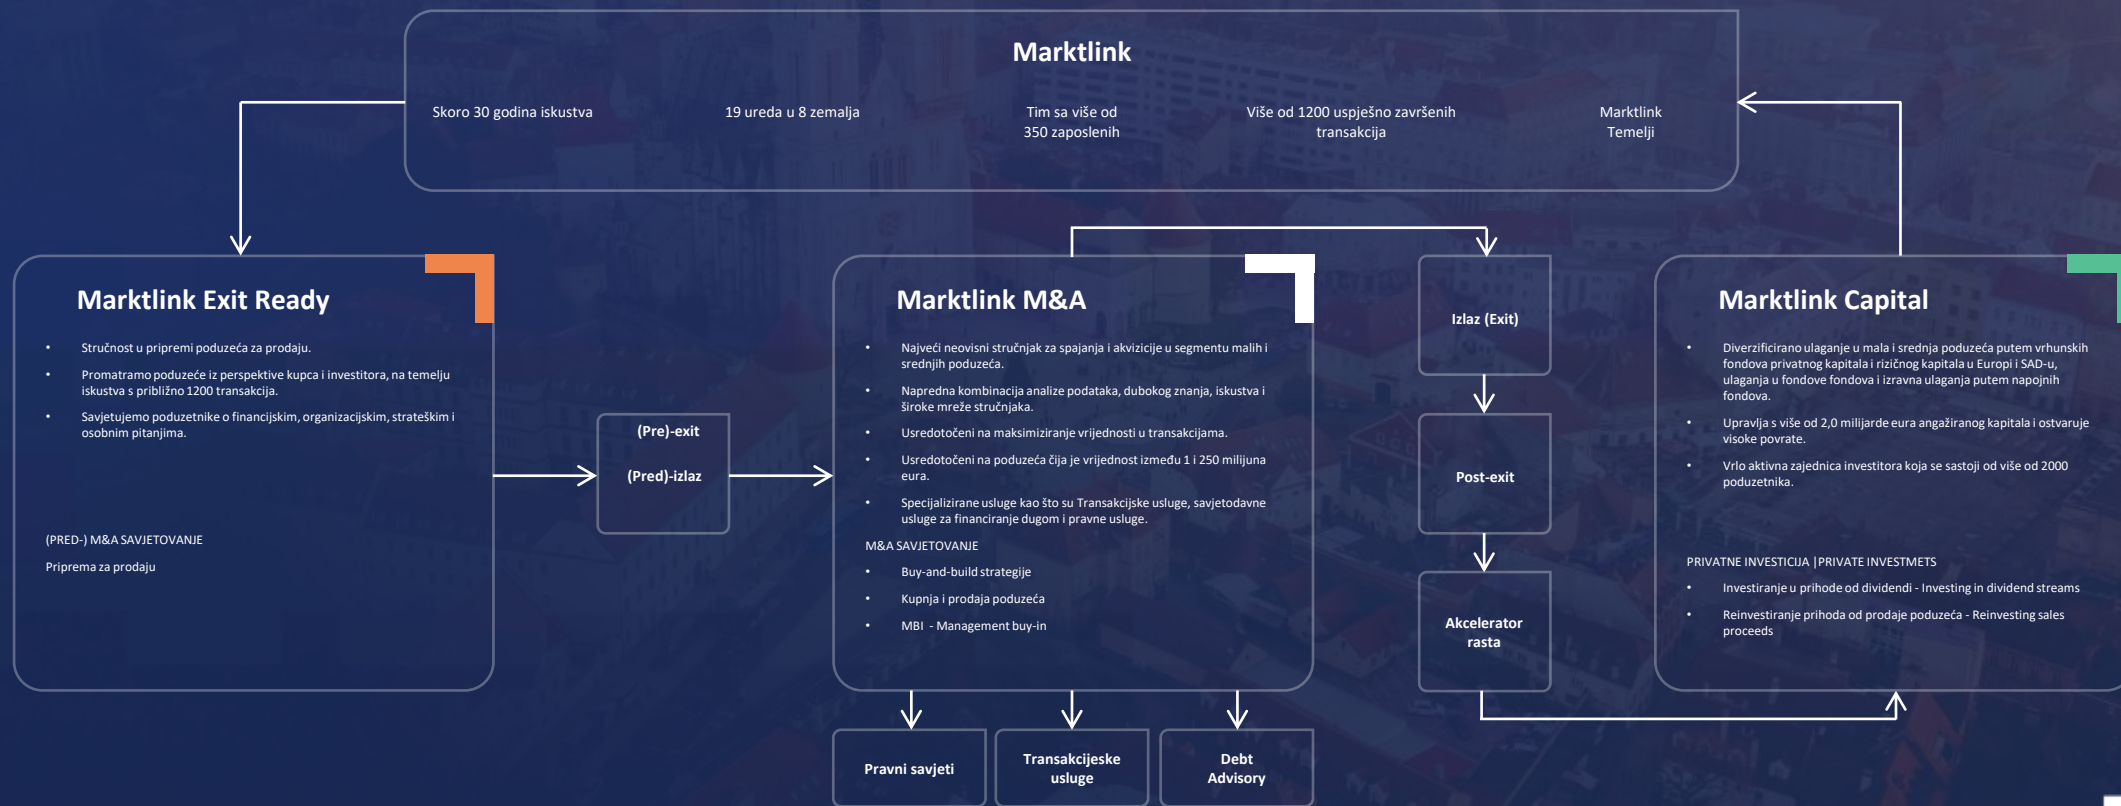 Marktlink
Skoro 30 godina iskustva
19 ureda u 8 zemalja
Tim sa više od
350 zaposlenih
Više od 1200 uspješno završenih
transakcija
Marktlink
Temelji
Marktlink Exit Ready
• Stručnost u pripremi poduzeća za prodaju.
• Promatramo poduzeće iz perspektive kupca i investitora, na temelju
iskustva s približno 1200 transakcija.
• Savjetujemo poduzetnike o financijskim, organizacijskim, strateškim i
osobnim pitanjima.
(PRED-) M&A SAVJETOVANJE
Priprema za prodaju
(Pre)-exit
(Pred)-izlaz
Marktlink M&A
• Najveći neovisni stručnjak za spajanja i akvizicije u segmentu malih i
srednjih poduzeća.
• Napredna kombinacija analize podataka, dubokog znanja, iskustva i
široke mreže stručnjaka.
• Usredotočeni na maksimiziranje vrijednosti u transakcijama.
• Usredotočeni na poduzeća čija je vrijednost između 1 i 250 milijuna
eura.
• Specijalizirane usluge kao što su Transakcijske usluge, savjetodavne
usluge za financiranje dugom i pravne usluge.
M&A SAVJETOVANJE
• Buy-and-build strategije
• Kupnja i prodaja poduzeća
• MBI - Management buy-in
Pravni savjeti
Transakcijeske
usluge
Debt
Advisory
Izlaz (Exit)
Post-exit
Akcelerator
rasta
Marktlink Capital
• Diverzificirano ulaganje u mala i srednja poduzeća putem vrhunskih
fondova privatnog kapitala i rizičnog kapitala u Europi i SAD-u,
ulaganja u fondove fondova i izravna ulaganja putem napojnih
fondova.
• Upravlja s više od 2,0 milijarde eura angažiranog kapitala i ostvaruje
visoke povrate.
• Vrlo aktivna zajednica investitora koja se sastoji od više od 2000
poduzetnika.
PRIVATNE INVESTICIJA |PRIVATE INVESTMETS
• Investiranje u prihode od dividendi - Investing in dividend streams
• Reinvestiranje prihoda od prodaje poduzeća - Reinvesting sales
proceeds